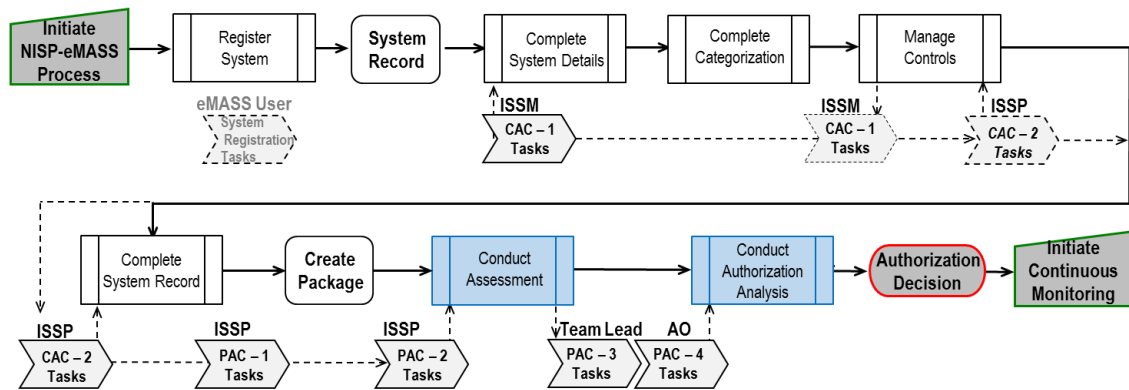 Initiate
NISP-eMASS
Process
Register
System
System
Record
Complete
System Details
Complete
Categorization
Manage
Controls
eMASS User
System
Registration
Tasks
ISSM
CAC – 1
Tasks
ISSM
CAC – 1
Tasks
ISSP
CAC – 2
Tasks
Complete
System Record
Create
Package
Conduct
Assessment
Conduct
Authorization
Analysis
Authorization
Decision
Initiate
Continuous
Monitoring
ISSP
CAC – 2
Tasks
ISSP
PAC – 1
Tasks
ISSP
PAC – 2
Tasks
Team Lead
PAC – 3
Tasks
AO
PAC – 4
Tasks